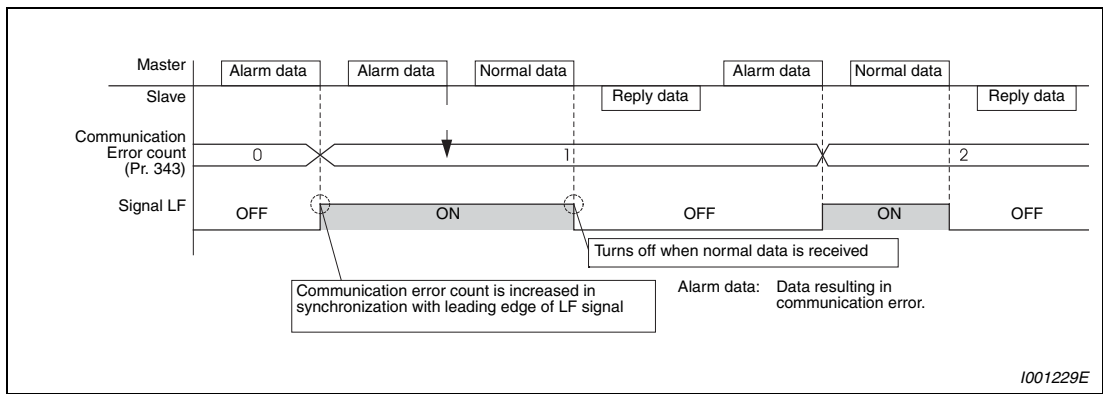 Master Alarm data Alarm data Normal data Alarm data Normal data
Slave Reply data Reply data
Communication
Error count
(Pr. 343)
0 1 2
Signal LF OFF ON OFF ON OFF
Turns off when normal data is received
Communication error count is increased in
synchronization with leading edge of LF signal
Alarm data: Data resulting in
communication error.
I001229E